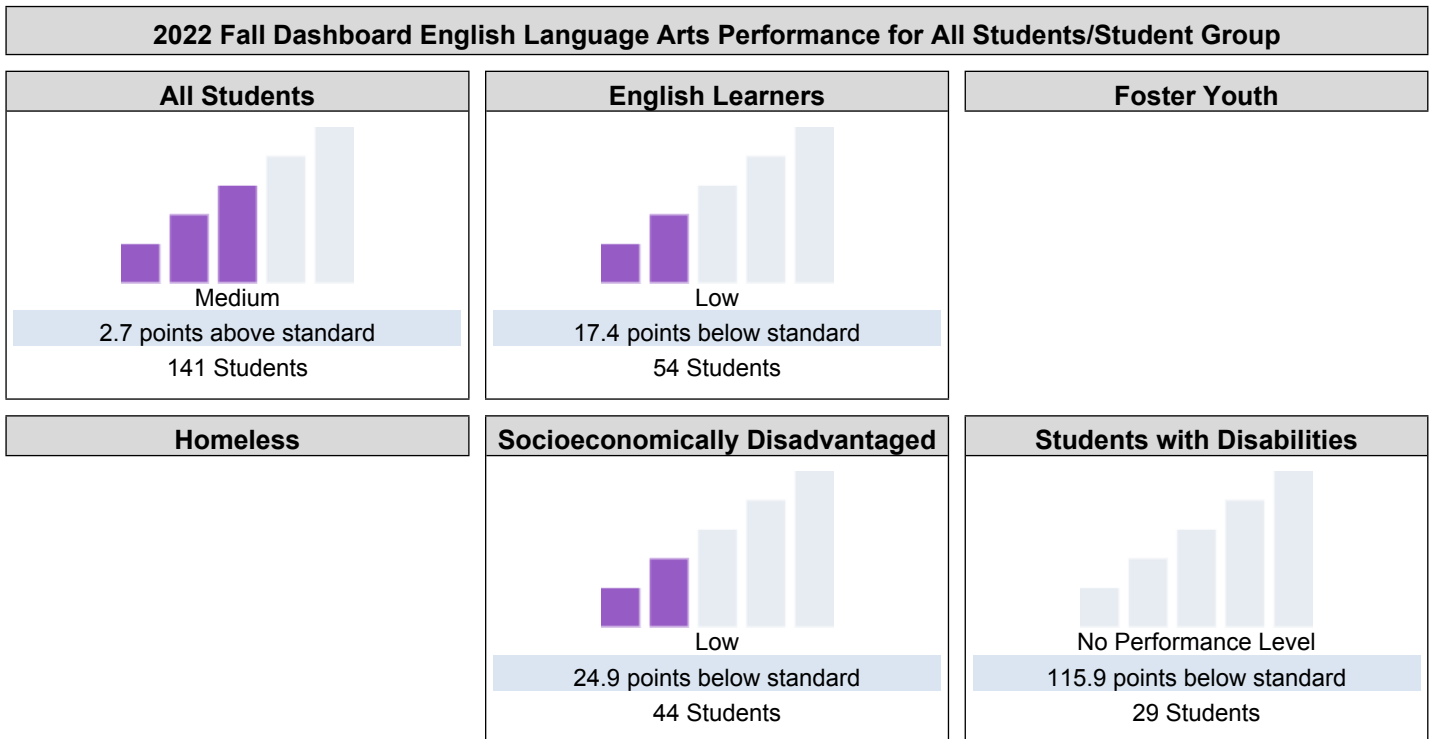 2022 Fall Dashboard English Language Arts Performance for All Students/Student Group
All Students
Medium
2.7 points above standard
141 Students
English Learners
Low
17.4 points below standard
54 Students
Foster Youth
Homeless
Socioeconomically Disadvantaged
Low
24.9 points below standard
44 Students
Students with Disabilities
No Performance Level
115.9 points below standard
29 Students